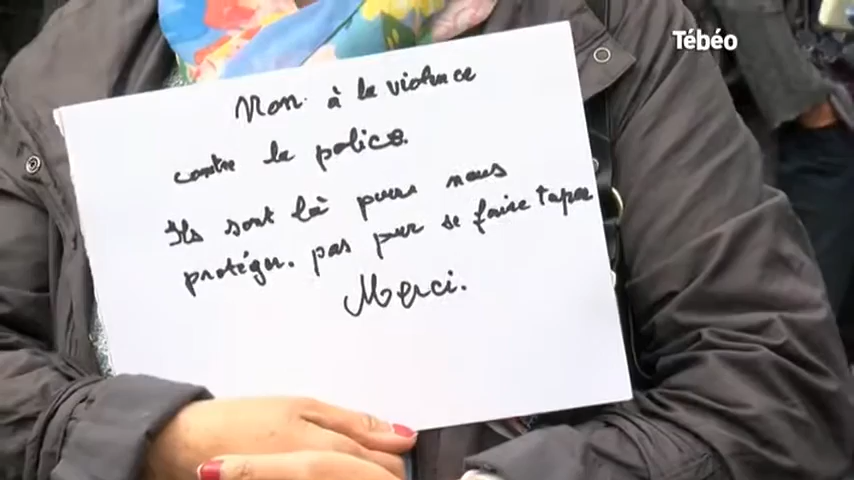 Tébéo
Non à la violence
contre la police.
Ils sont là pour nous
protéger. pas pour se faire taper
Merci.